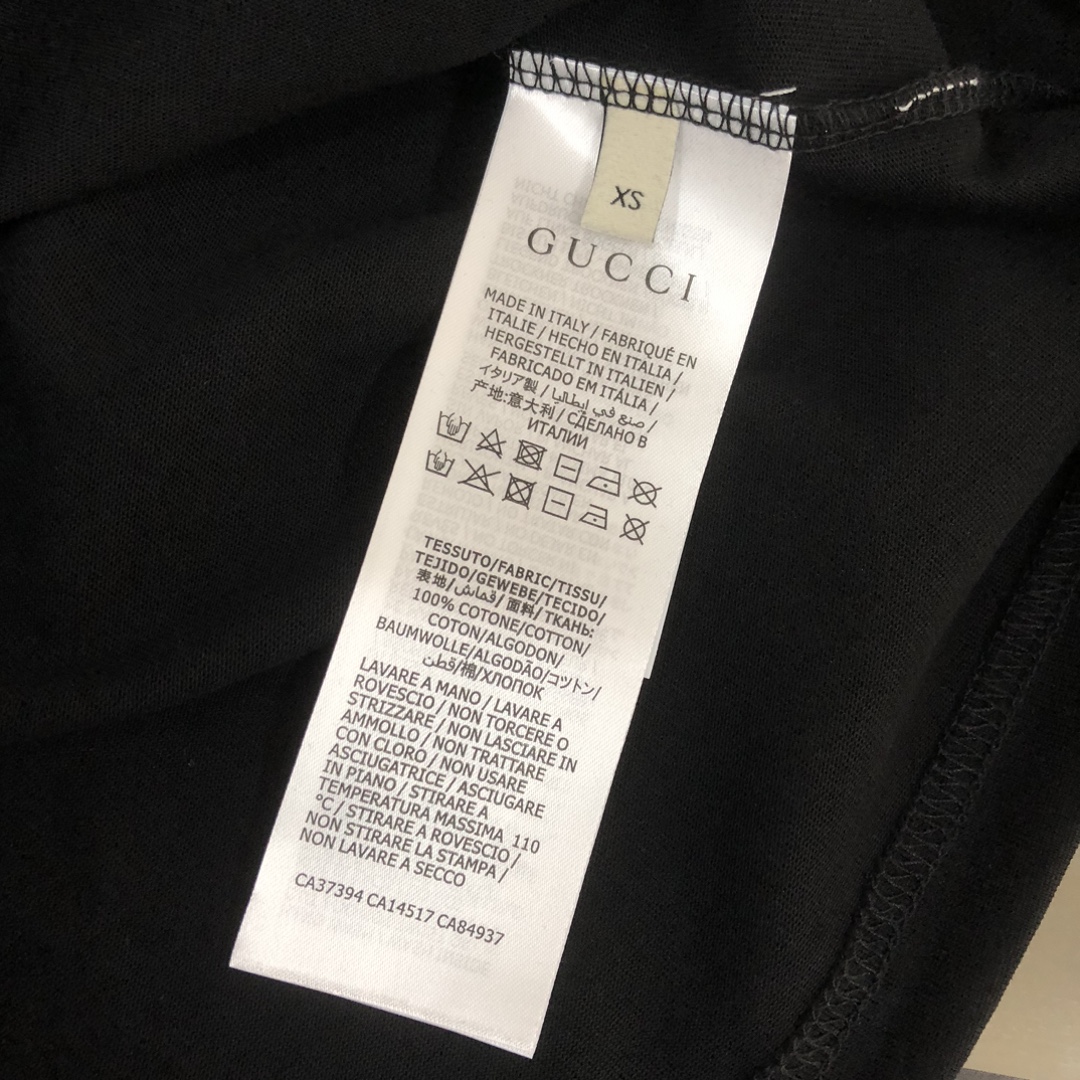 XS
GUCCI
MADE IN ITALY / FABRIQUÉ EN
ITALIE / HECHO EN ITALIA /
HERGESTELLT IN ITALIEN /
FABRICADO EM ITÁLIA /
イタリア製 / صنع في إيطاليا /
产地:意大利 / СДЕЛАНО В
ИТАЛИИ
TESSUTO/FABRIC/TISSU/
TEJIDO/GEWEBE/TECIDO/
表地/قماش/面料/ТКАНЬ:
100% COTONE/COTTON/
COTON/ALGODON/
BAUMWOLLE/ALGODÃO/コットン/
قطن/棉/ХЛОПОК
LAVARE A MANO / LAVARE A
ROVESCIO / NON TORCERE O
STRIZZARE / NON LASCIARE IN
AMMOLLO / NON TRATTARE
CON CLORO / NON USARE
ASCIUGATRICE / ASCIUGARE
IN PIANO / STIRARE A
TEMPERATURA MASSIMA 110
°C / STIRARE A ROVESCIO /
NON STIRARE LA STAMPA /
NON LAVARE A SECCO
CA37394 CA14517 CA84937